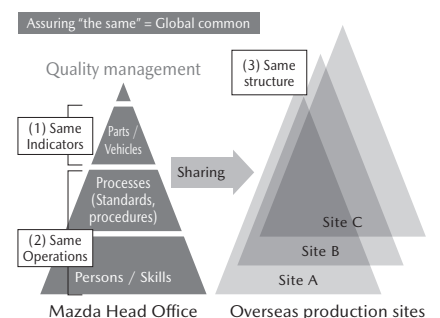 Assuring "the same" = Global common
Quality management
(3) Same
structure
(1) Same
Indicators
Parts /
Vehicles
Sharing
Processes
(Standards,
procedures)
(2) Same
Operations
Persons / Skills
Site C
Site B
Site A
Mazda Head Office
Overseas production sites